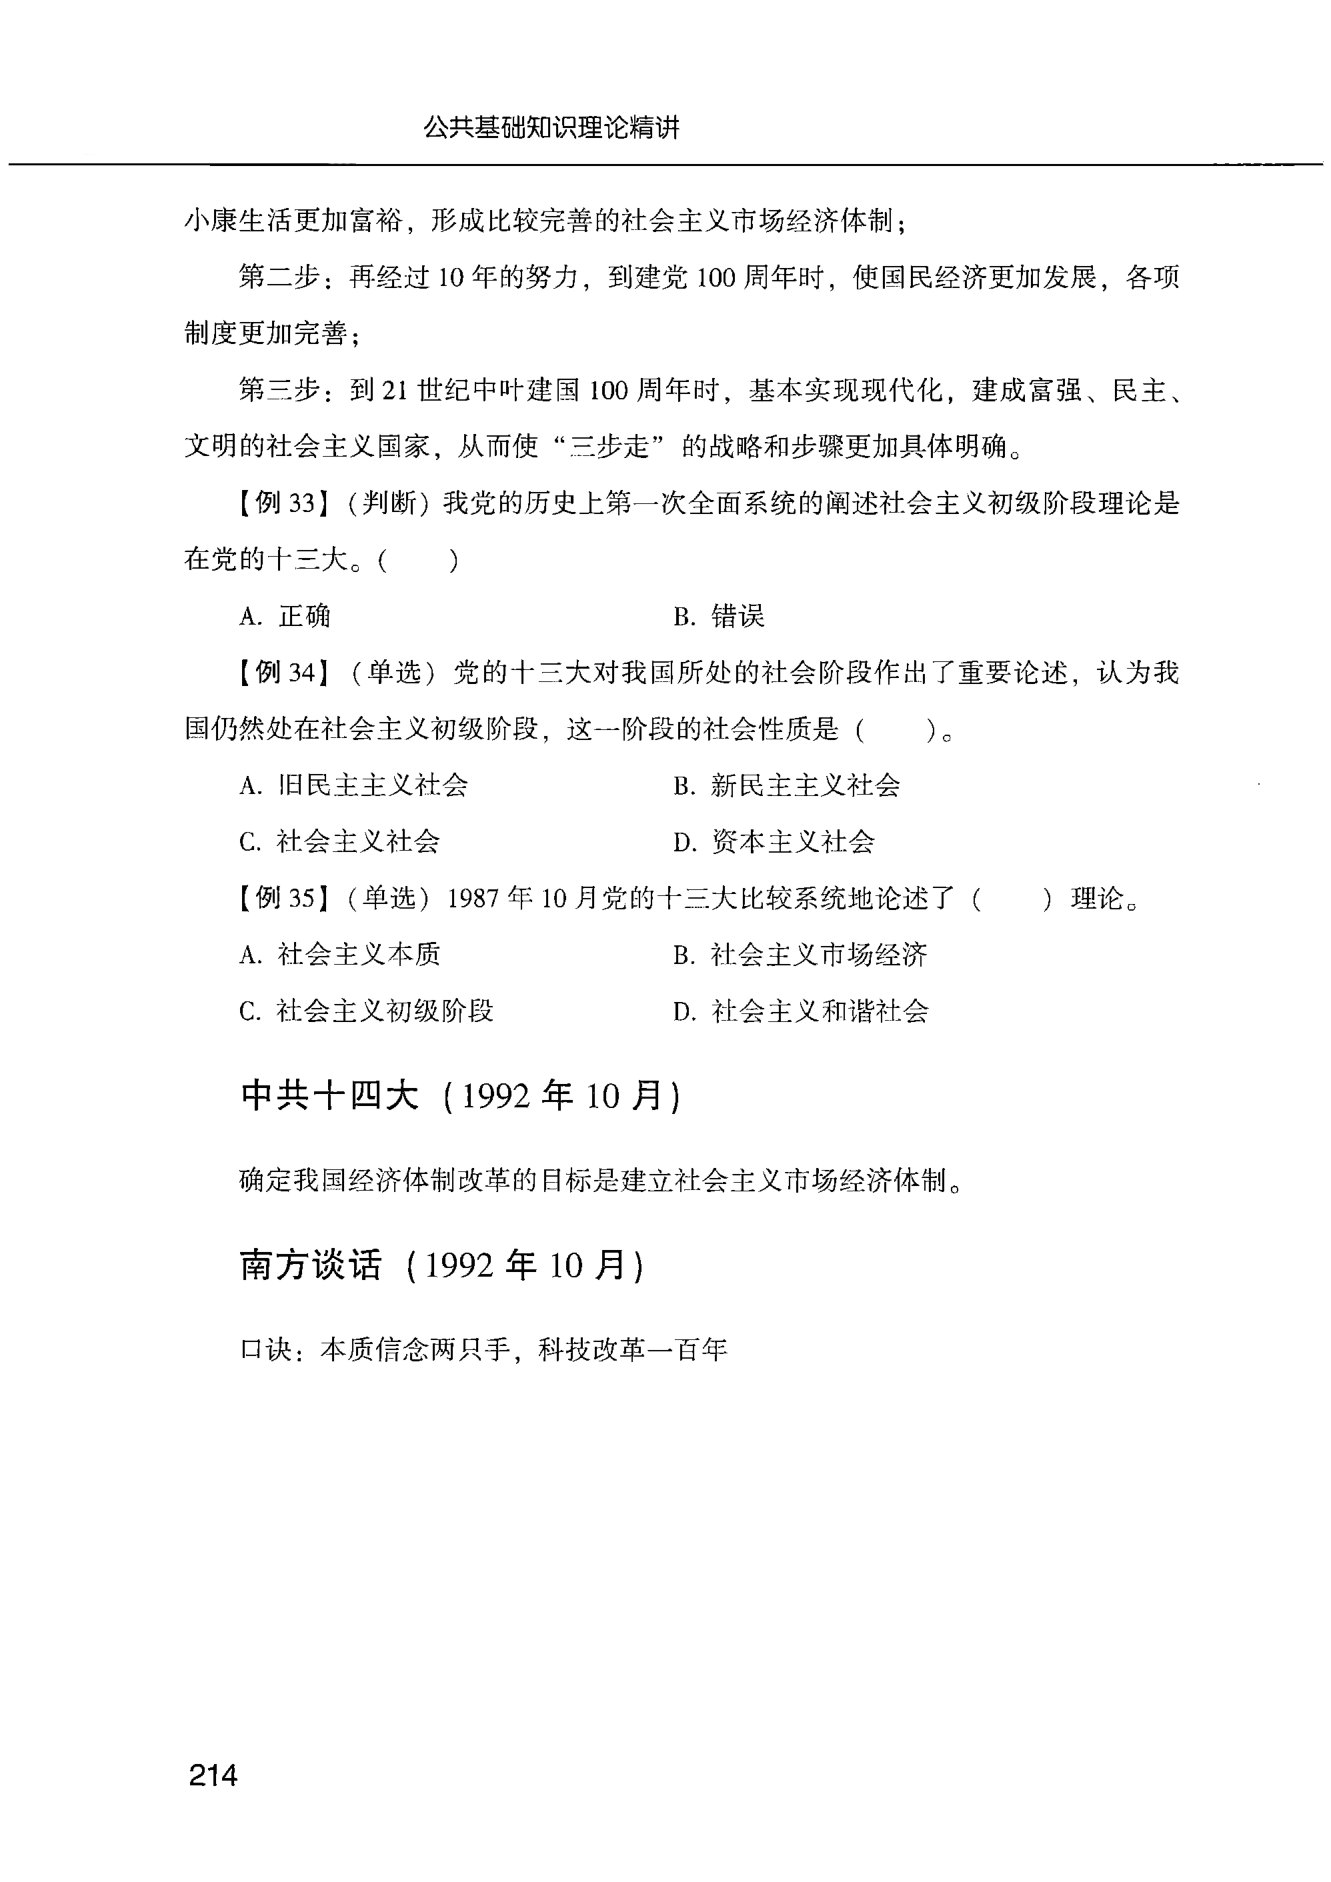 公共基础知识理论精讲
小康生活更加富裕，形成比较完善的社会主义市场经济体制；
第二步：再经过 10 年的努力，到建党 100 周年时，使国民经济更加发展，各项
制度更加完善；
第三步：到 21 世纪中叶建国 100 周年时，基本实现现代化，建成富强、民主、
文明的社会主义国家，从而使“三步走”的战略和步骤更加具体明确。
【例 33】（判断）我党的历史上第一次全面系统的阐述社会主义初级阶段理论是
在党的十三大。（　　）
A. 正确　　B. 错误
【例 34】（单选）党的十三大对我国所处的社会阶段作出了重要论述，认为我
国仍然处在社会主义初级阶段，这一阶段的社会性质是（　　）。
A. 旧民主主义社会　　B. 新民主主义社会
C. 社会主义社会　　D. 资本主义社会
【例 35】（单选）1987 年 10 月党的十三大比较系统地论述了（　　）理论。
A. 社会主义本质　　B. 社会主义市场经济
C. 社会主义初级阶段　　D. 社会主义和谐社会
中共十四大（1992 年 10 月）
确定我国经济体制改革的目标是建立社会主义市场经济体制。
南方谈话（1992 年 10 月）
口诀：本质信念两只手，科技改革一百年
214